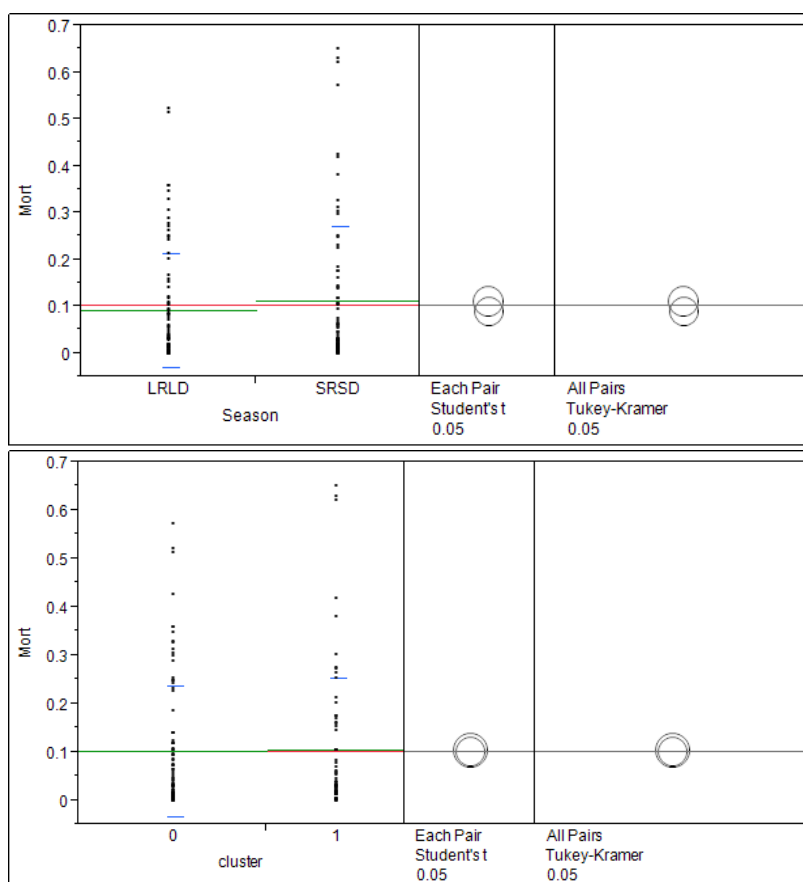 0.7
0.6
0.5
0.4
0.3
0.2
0.1
0
Mort
LRLD
SRSD
Season
Each Pair
Student's t
0.05
All Pairs
Tukey-Kramer
0.05
0.7
0.6
0.5
0.4
0.3
0.2
0.1
0
Mort
0
1
cluster
Each Pair
Student's t
0.05
All Pairs
Tukey-Kramer
0.05